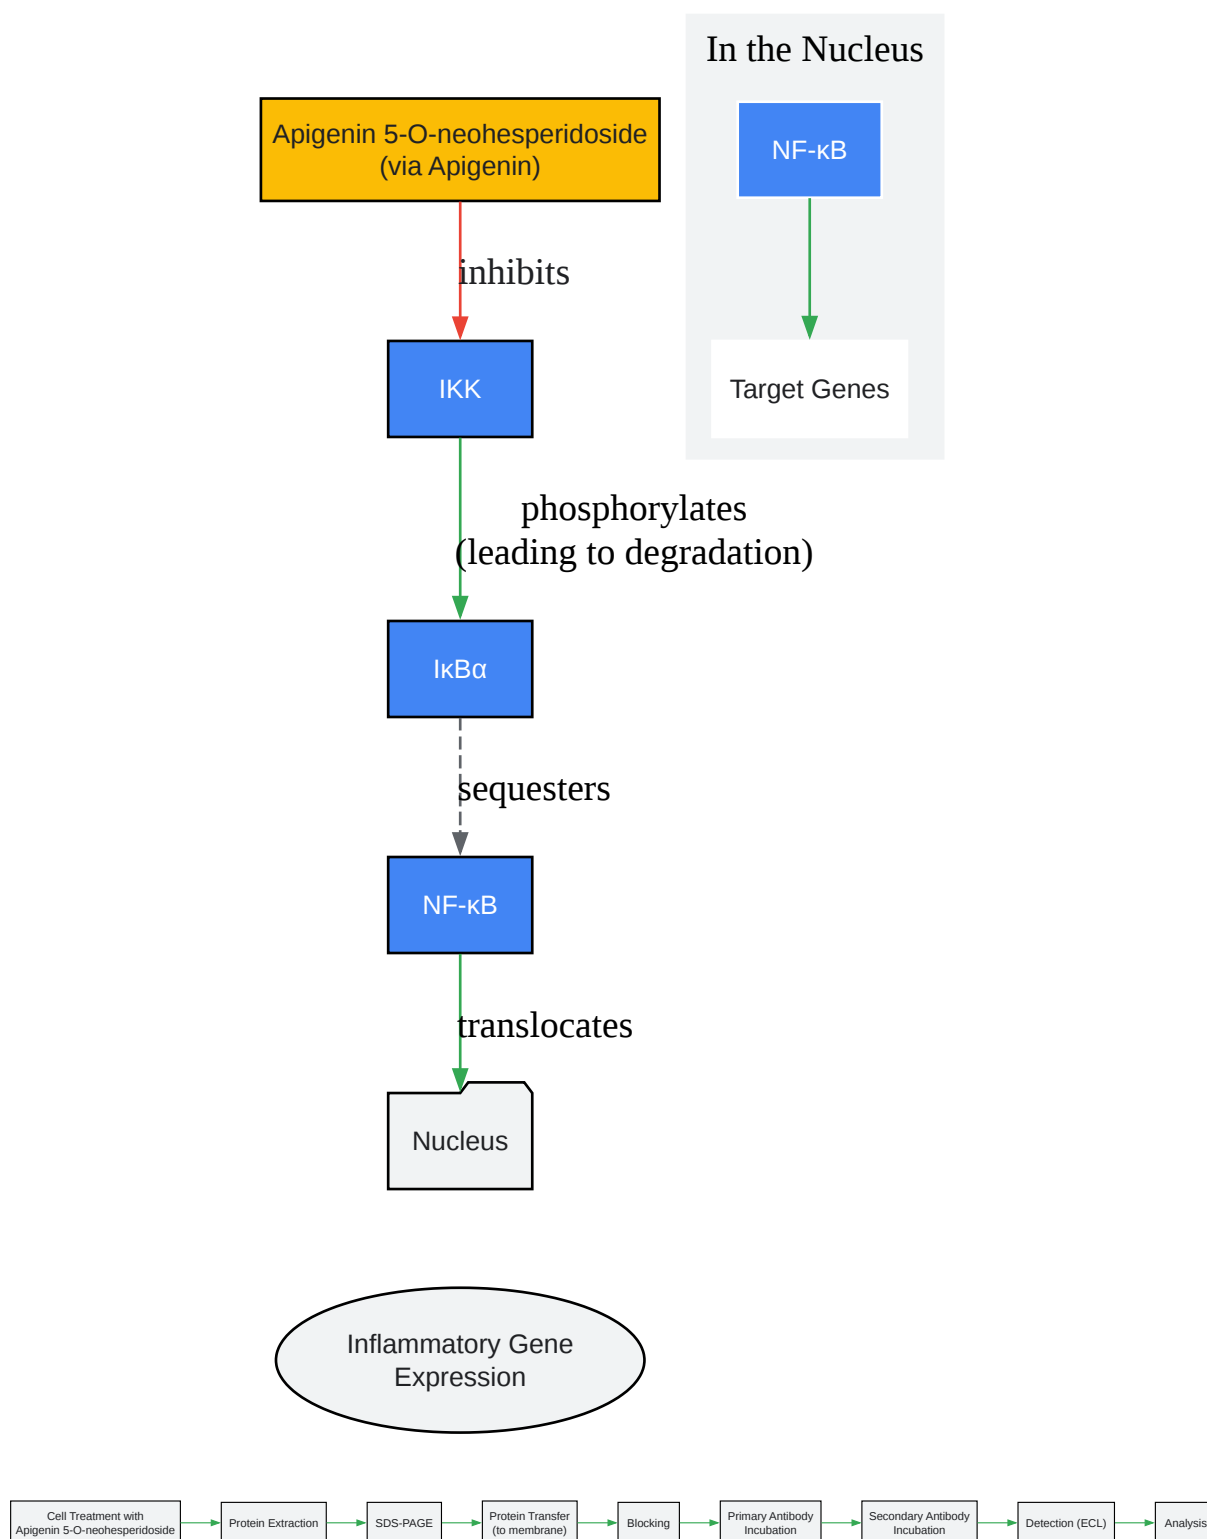 In the Nucleus
Apigenin 5-O-neohesperidoside
(via Apigenin)
NF-κB
inhibits
IKK
Target Genes
phosphorylates
(leading to degradation)
IκBα
sequesters
NF-κB
translocates
Nucleus
Inflammatory Gene
Expression
Cell Treatment with
Apigenin 5-O-neohesperidoside
Protein Extraction
SDS-PAGE
Protein Transfer
(to membrane)
Blocking
Primary Antibody
Incubation
Secondary Antibody
Incubation
Detection (ECL)
Analysis